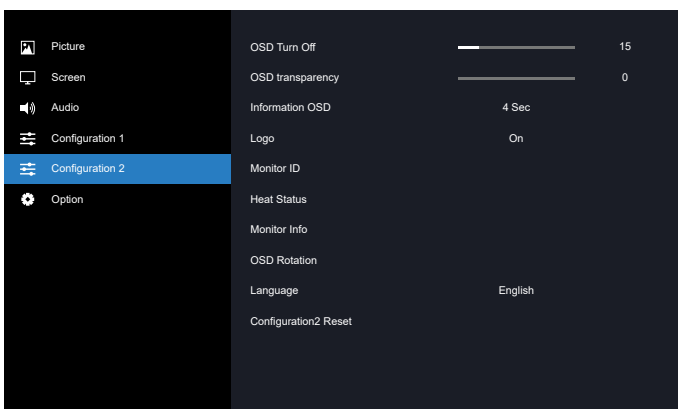 Picture
Screen
Audio
Configuration 1
Configuration 2
Option
OSD Turn Off 15
OSD transparency 0
Information OSD 4 Sec
Logo On
Monitor ID
Heat Status
Monitor Info
OSD Rotation
Language English
Configuration2 Reset